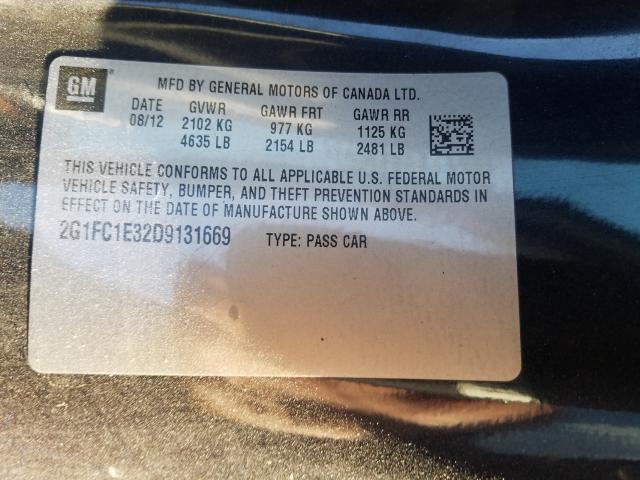 GM
MFD BY GENERAL MOTORS OF CANADA LTD.
DATE GVWR GAWR FRT GAWR RR
08/12 2102 KG 977 KG 1125 KG
4635 LB 2154 LB 2481 LB
THIS VEHICLE CONFORMS TO ALL APPLICABLE U.S. FEDERAL MOTOR
VEHICLE SAFETY, BUMPER, AND THEFT PREVENTION STANDARDS IN
EFFECT ON THE DATE OF MANUFACTURE SHOWN ABOVE.
2G1FC1E32D9131669 TYPE: PASS CAR